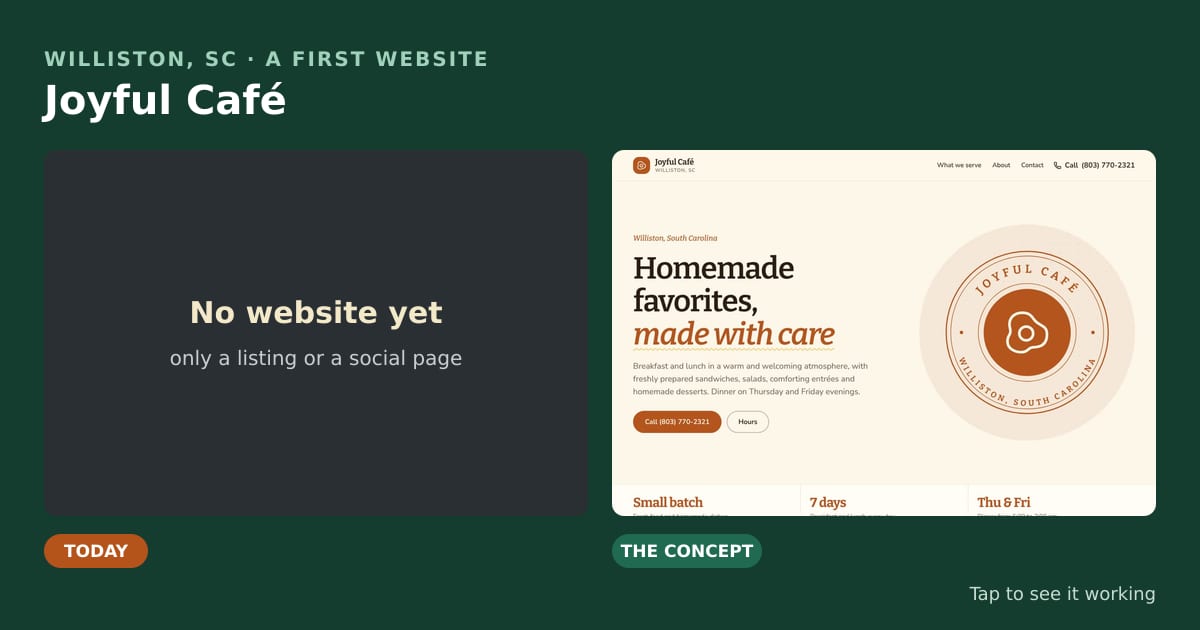 WILLISTON, SC · A FIRST WEBSITE
Joyful Café
No website yet
only a listing or a social page
TODAY
Joyful Café
WILLISTON, SC
What we serve
About
Contact
Call (803) 770-2321
Williston, South Carolina
Homemade
favorites,
made with care
Breakfast and lunch in a warm and welcoming atmosphere, with
freshly prepared sandwiches, salads, comforting entrées and
homemade desserts. Dinner on Thursday and Friday evenings.
Call (803) 770-2321
Hours
JOYFUL CAFÉ
WILLISTON, SOUTH CAROLINA
Small batch
7 days
Thu & Fri
THE CONCEPT
Tap to see it working